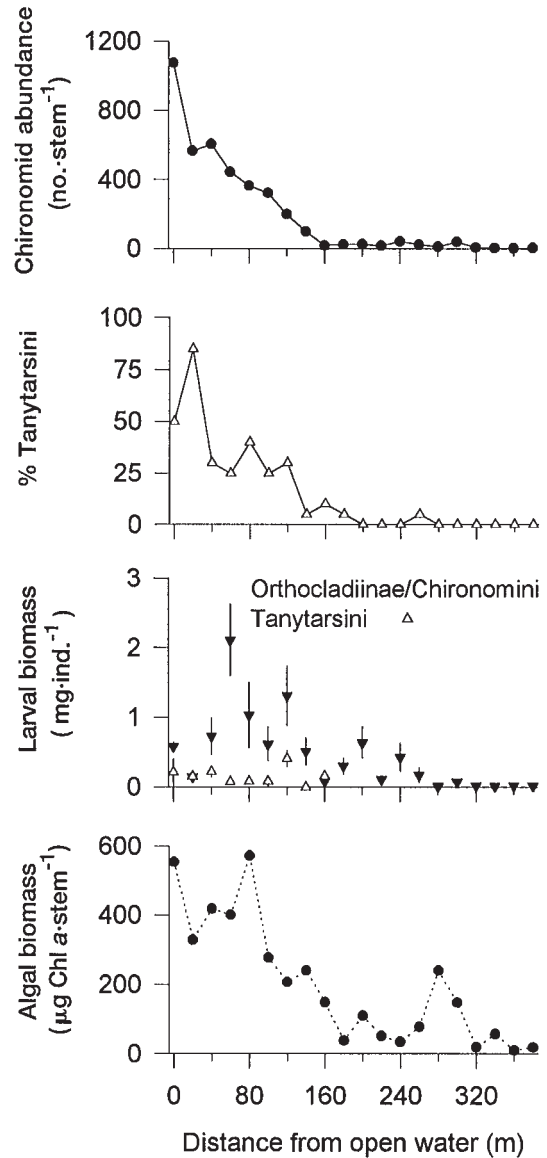 Chironomid abundance
(no.·stem⁻¹)
1200
800
400
0
% Tanytarsini
100
75
50
25
0
Larval biomass
(mg·ind.⁻¹)
3
2
1
0
Orthocladiinae/Chironomini
Tanytarsini
Algal biomass
(µg Chl a·stem⁻¹)
600
400
200
0
0 80 160 240 320
Distance from open water (m)